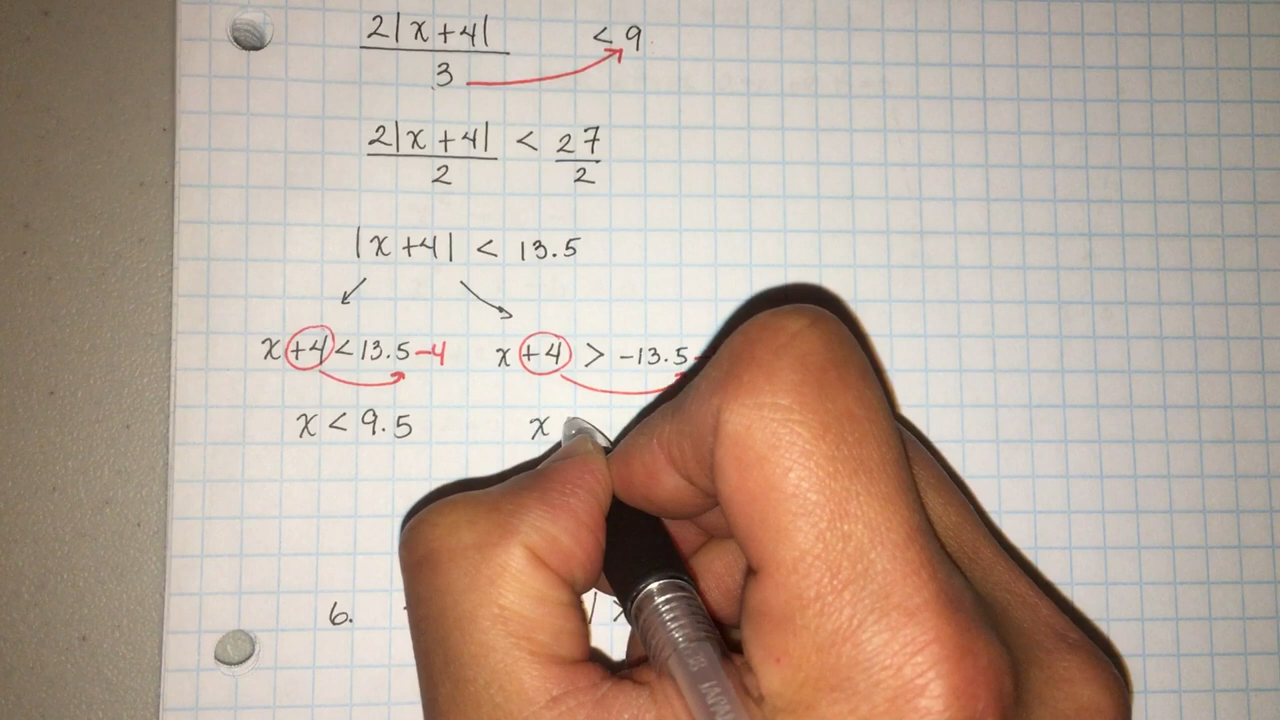 2|x+4| < 9
3
2|x+4| < 27
2 2
|x+4| < 13.5
x+4<13.5-4 x+4 > -13.5-
x < 9.5 x
6.
JAPAN